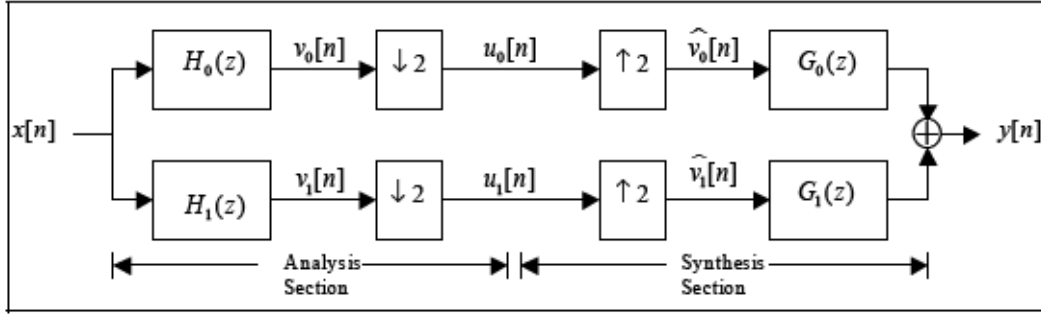 H₀(z) v₀[n] ↓2 u₀[n] ↑2 v̂₀[n] G₀(z)
x[n] y[n]
H₁(z) v₁[n] ↓2 u₁[n] ↑2 v̂₁[n] G₁(z)
Analysis Synthesis
Section Section